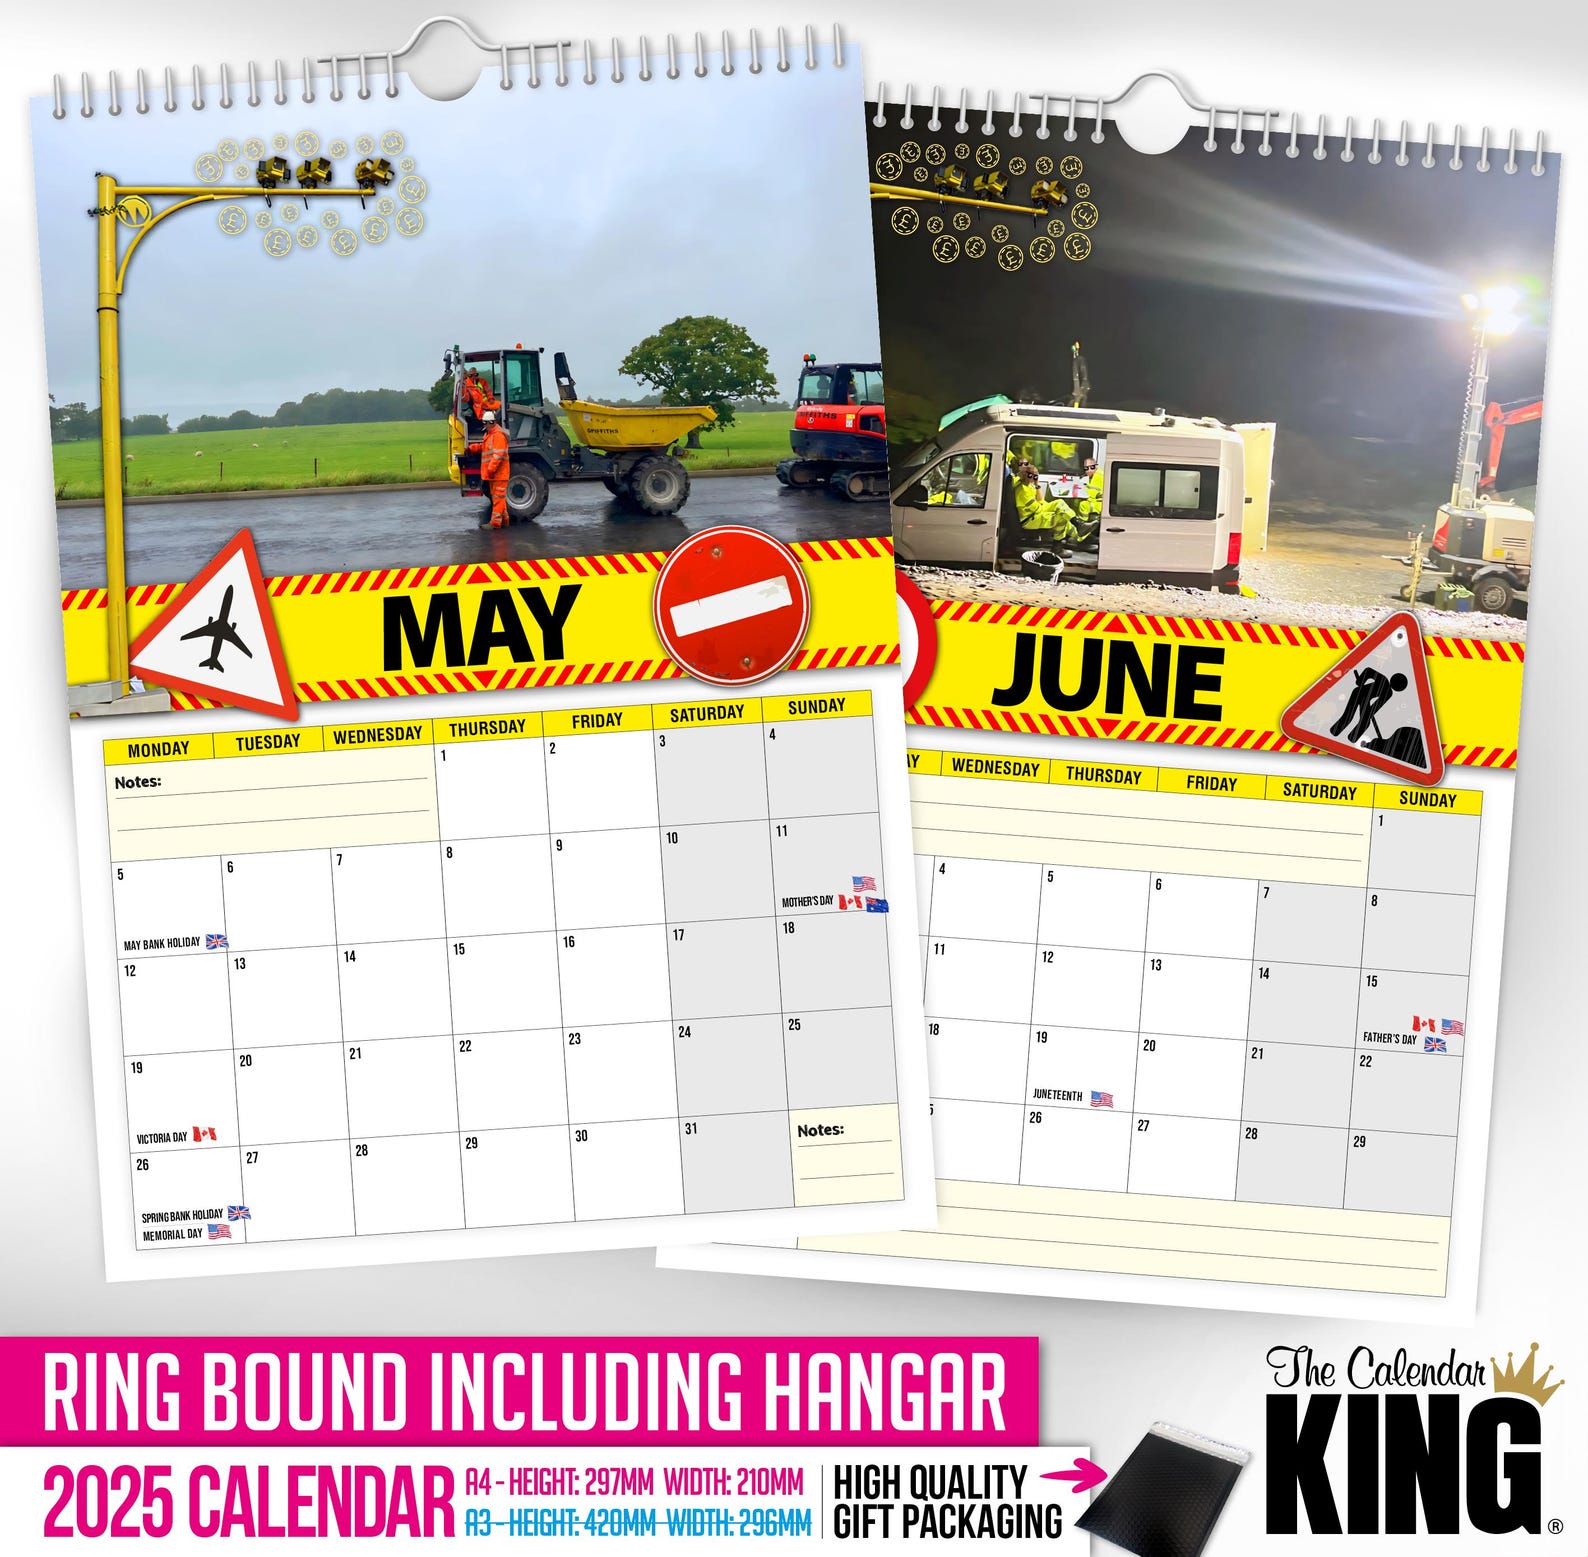 GRIFFITHS
GRIFFITHS
MAY
MONDAY TUESDAY WEDNESDAY THURSDAY FRIDAY SATURDAY SUNDAY
Notes: 1 2 3 4
5 6 7 8 9 10 11
MAY BANK HOLIDAY MOTHER'S DAY
12 13 14 15 16 17 18
19 20 21 22 23 24 25
VICTORIA DAY
26 27 28 29 30 31 Notes:
SPRING BANK HOLIDAY
MEMORIAL DAY
JUNE
AY WEDNESDAY THURSDAY FRIDAY SATURDAY SUNDAY
1
4 5 6 7 8
11 12 13 14 15
FATHER'S DAY
18 19 20 21 22
JUNETEENTH
5 26 27 28 29
RING BOUND INCLUDING HANGAR
2025 CALENDAR
A4 - HEIGHT: 297MM WIDTH: 210MM
A3 - HEIGHT: 420MM WIDTH: 296MM
HIGH QUALITY
GIFT PACKAGING
The Calendar
KING®